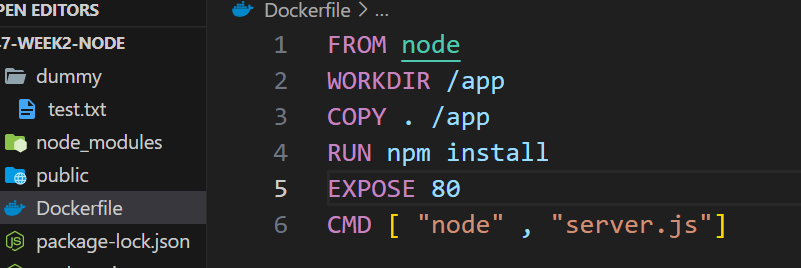 PEN EDITORS
7-WEEK2-NODE
dummy
test.txt
node_modules
public
Dockerfile
package-lock.json
Dockerfile > ...
1 FROM node
2 WORKDIR /app
3 COPY . /app
4 RUN npm install
5 EXPOSE 80
6 CMD [ "node" , "server.js"]